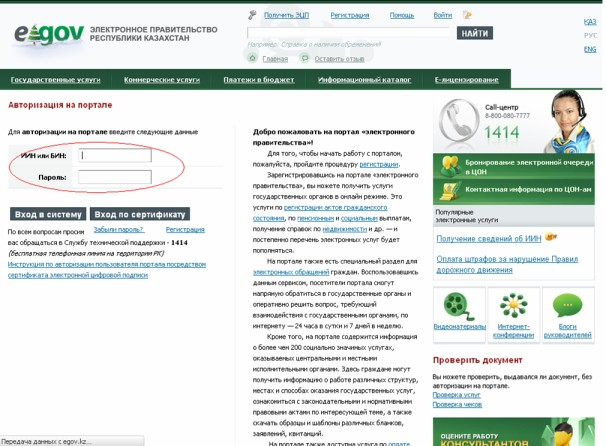 Получить ЭЦП Регистрация Помощь Войти
egov ЭЛЕКТРОННОЕ ПРАВИТЕЛЬСТВО
РЕСПУБЛИКИ КАЗАХСТАН
НАЙТИ
Например: Справка о наличии обременений
Главная Оставить отзыв
ҚАЗ
РУС
ENG
Государственные услуги Коммерческие услуги Платежи в бюджет Информационный каталог Е-лицензирование
Авторизация на портале
Для авторизации на портале введите следующие данные
ИИН или БИН:
Пароль:
Вход в систему Вход по сертификату
Забыли пароль? Регистрация
По всем вопросам просим
вас обращаться в Службу технической поддержки - 1414
(бесплатная телефонная линия на территории РК)
Инструкция по авторизации пользователя портала посредством
сертификата электронной цифровой подписи
Добро пожаловать на портал «электронного
правительства»!
Для того, чтобы начать работу с порталом,
пожалуйста, пройдите процедуру регистрации.
Зарегистрировавшись на портале «электронного
правительства», вы можете получить услуги
государственных органов в онлайн режиме. Это
услуги по регистрации актов гражданского
состояния, по пенсионным и социальным выплатам,
получение справок по недвижимости и др. — и
постепенно перечень электронных услуг будет
пополняться.
На портале также есть специальный раздел для
электронных обращений граждан. Воспользовавшись
данным сервисом, посетители портала смогут
напрямую обратиться в государственные органы и
оперативно решить вопрос, требующий
взаимодействия с государственными органами, по
интернету — 24 часа в сутки и 7 дней в неделю.
Кроме того, на портале содержится информация
о более чем 200 социально значимых услугах,
оказываемых центральными и местными
исполнительными органами. Здесь граждане могут
получить информацию о работе различных структур,
местах и способах оказания государственных услуг,
ознакомиться с законодательными и нормативными
правовыми актами по интересующей теме, а также
скачать образцы и шаблоны различных бланков,
заявлений, квитанций.
На портале также доступна услуга по оплате
Call-центр
8-800-080-7777
1414
Бронирование электронной очереди
в ЦОН
Контактная информация по ЦОН-ам
Популярные
электронные услуги
Получение сведений об ИИН
Оплата штрафов за нарушение Правил
дорожного движения
Видеоматериалы
Интернет-
конференции
Блоги
руководителей
Проверить документ
Вы можете проверить, выдавался ли документ, без
авторизации на портале.
Проверка услуг
Проверка чеков
ОЦЕНИТЕ РАБОТУ
КОНСУЛЬТАНТОВ
Передача данных с egov.kz...